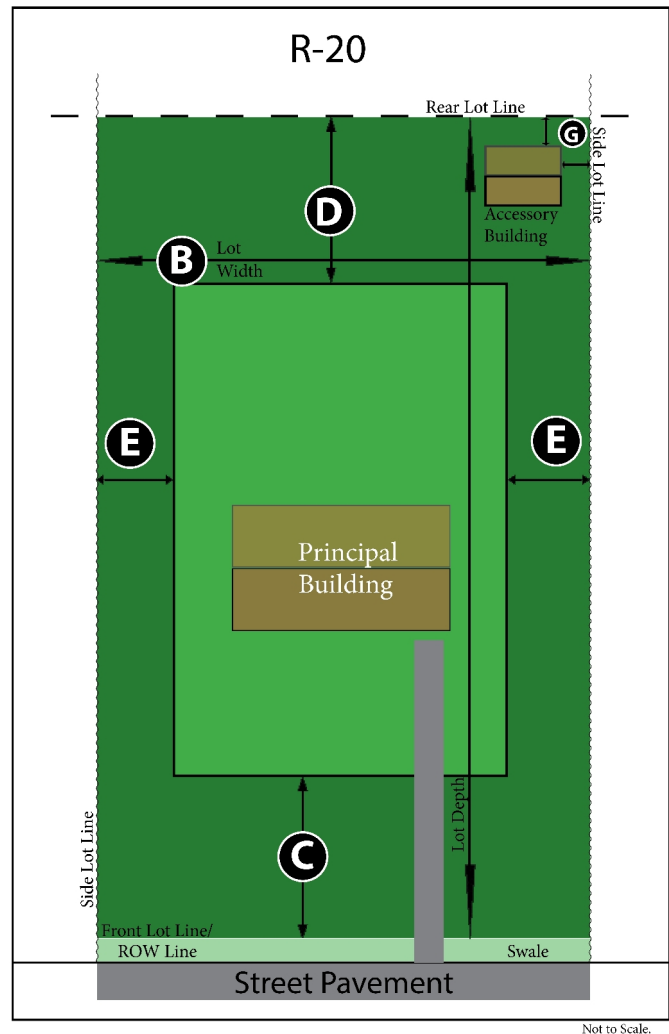 R-20
Rear Lot Line
G
Side Lot Line
Accessory
Building
D
B
Lot
Width
E
E
Principal
Building
Lot Depth
C
Side Lot Line
Front Lot Line/
ROW Line
Swale
Street Pavement
Not to Scale.